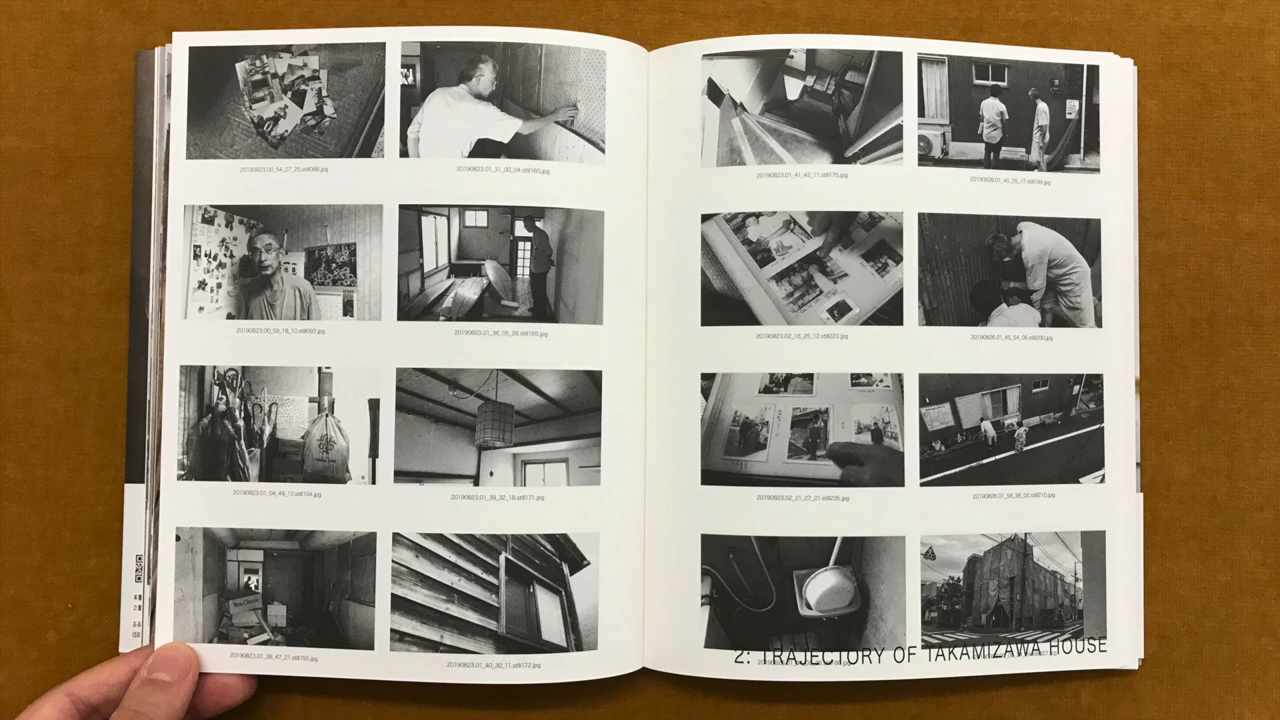 20190823.00_54_27_25.still086.jpg
20190823.01_31_00_04.still160.jpg
20190823.00_59_18_10.still093.jpg
20190823.01_36_05_28.still165.jpg
20190823.01_04_49_12.still104.jpg
20190823.01_39_32_18.still171.jpg
20190823.01_28_47_21.still155.jpg
20190823.01_40_30_11.still172.jpg
20190823.01_41_42_11.still175.jpg
20190826.01_45_25_17.still199.jpg
20190823.02_16_25_12.still223.jpg
20190826.01_45_54_06.still200.jpg
20190823.02_21_27_21.still235.jpg
20190826.01_58_36_02.still210.jpg
2: TRAJECTORY OF TAKAMIZAWA HOUSE